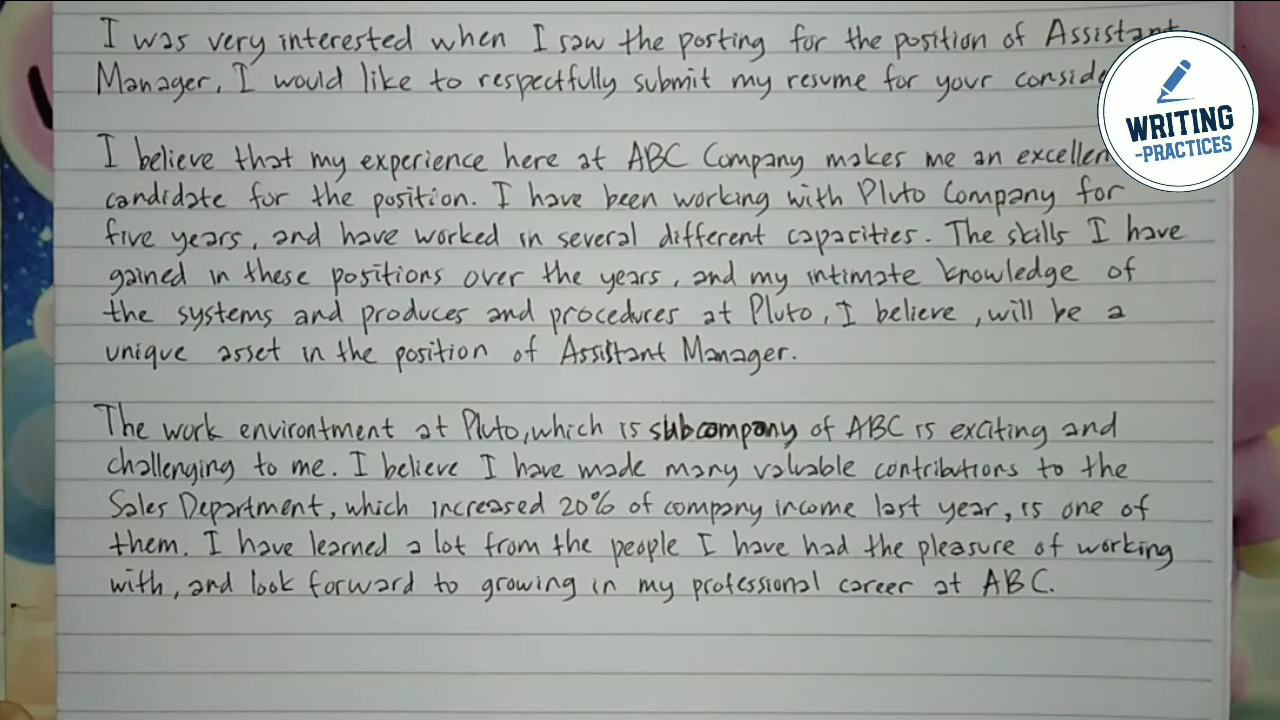 I was very interested when I saw the posting for the position of Assistant
Manager, I would like to respectfully submit my resume for your
I believe that my experience here at ABC Company makes me an
candidate for the position. I have been working with Pluto Company for
five years, and have worked in several different capacities. The skills I have
gained in these positions over the years, and my intimate knowledge of
the systems and produces and procedures at Pluto, I believe, will be a
unique asset in the position of Assistant Manager.
The work environtment at Pluto, which is subcompany of ABC is exciting and
challenging to me. I believe I have made many valuable contributions to the
Sales Department, which increased 20% of company income last year, is one of
them. I have learned a lot from the people I have had the pleasure of working
with, and look forward to growing in my professional career at ABC.
WRITING
-PRACTICES